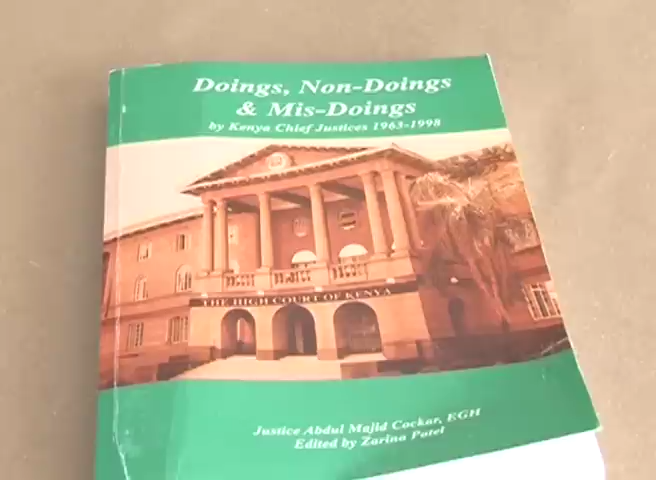 Doings, Non-Doings
& Mis-Doings
by Kenya Chief Justices 1963-1998
THE HIGH COURT OF KENYA
Justice Abdul Majid Cockar, EGH
Edited by Zarina Patel